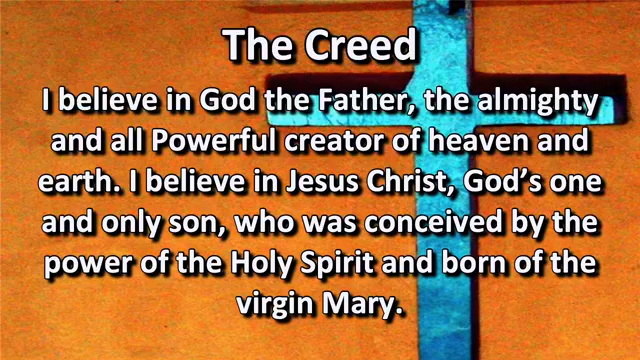 The Creed
I believe in God the Father, the almighty
and all Powerful creator of heaven and
earth. I believe in Jesus Christ, God’s one
and only son, who was conceived by the
power of the Holy Spirit and born of the
virgin Mary.